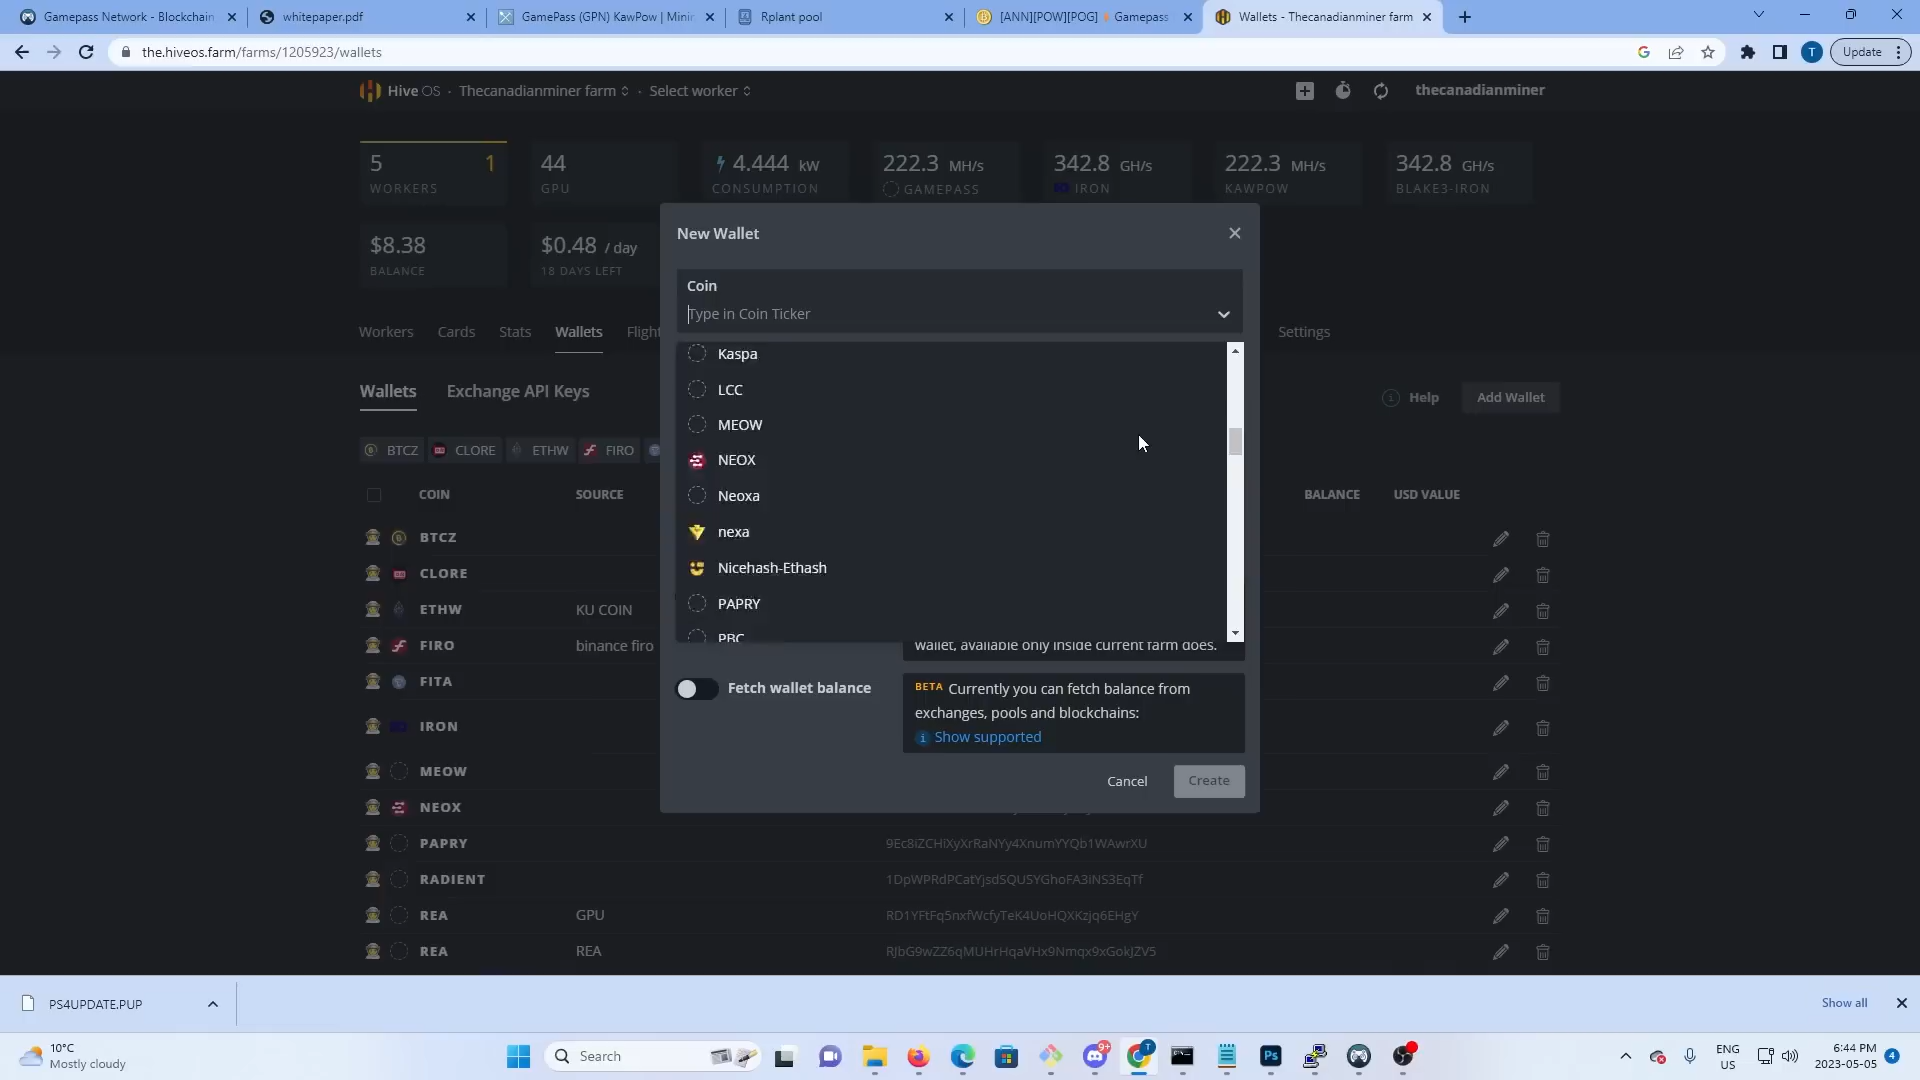 Gamepass Network - Blockchain
whitepaper.pdf
GamePass (GPN) KawPow | Minin
Rplant pool
[ANN][POW][POG] Gamepass
Wallets - Thecanadianminer farm
the.hiveos.farm/farms/1205923/wallets
T
Update
Hive OS · Thecanadianminer farm · Select worker
thecanadianminer
5 1
WORKERS
44
GPU
4.444 kW
CONSUMPTION
222.3 MH/s
GAMEPASS
342.8 GH/s
IRON
222.3 MH/s
KAWPOW
342.8 GH/s
BLAKE3-IRON
$8.38
BALANCE
$0.48 / day
18 DAYS LEFT
Workers Cards Stats Wallets Flight Settings
Wallets Exchange API Keys
Help
Add Wallet
BTCZ CLORE ETHW FIRO
COIN SOURCE BALANCE USD VALUE
BTCZ
CLORE
ETHW KU COIN
FIRO binance firo
FITA
IRON
MEOW
NEOX
PAPRY 9Ec8iZCHiXyXrRaNYy4XnumYYQb1WAwrXU
RADIENT 1DpWPRdPCatYjsdSQUSYGhoFA3iNS3EqTf
REA GPU RD1YFtFq5nxfWcfyTeK4UoHQXKzjq6EHgY
REA REA RJbG9wZZ6qMUHrHqaVHx9Nmqx9xGokJZV5
New Wallet
Coin
Type in Coin Ticker
Kaspa
LCC
MEOW
NEOX
Neoxa
nexa
Nicehash-Ethash
PAPRY
PBC
wallet, available only inside current farm does.
Fetch wallet balance
BETA Currently you can fetch balance from
exchanges, pools and blockchains:
Show supported
Cancel
Create
PS4UPDATE.PUP
Show all
10°C
Mostly cloudy
Search
9+
T
Ps
ENG
US
6:44 PM
2023-05-05
4